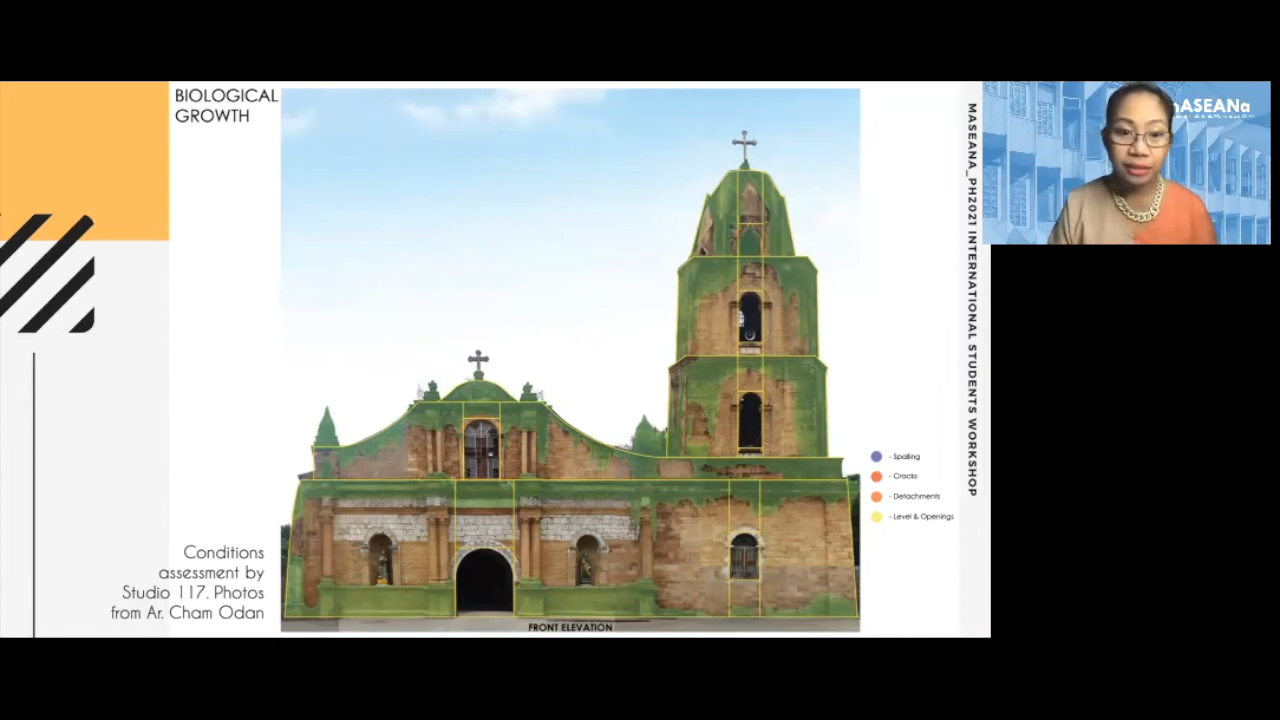 BIOLOGICAL
GROWTH
Conditions
assessment by
Studio 117. Photos
from Ar. Cham Odan
FRONT ELEVATION
- Spalling
- Cracks
- Detachments
- Level & Openings
MASEANA_PH2021 INTERNATIONAL STUDENTS WORKSHOP
ASEANa